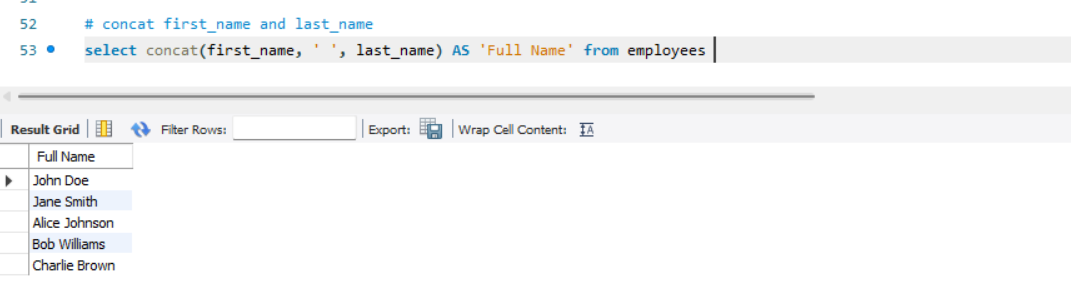 52 # concat first_name and last_name
53 select concat(first_name, ' ', last_name) AS 'Full Name' from employees
Result Grid Filter Rows: Export: Wrap Cell Content: IA
Full Name
John Doe
Jane Smith
Alice Johnson
Bob Williams
Charlie Brown